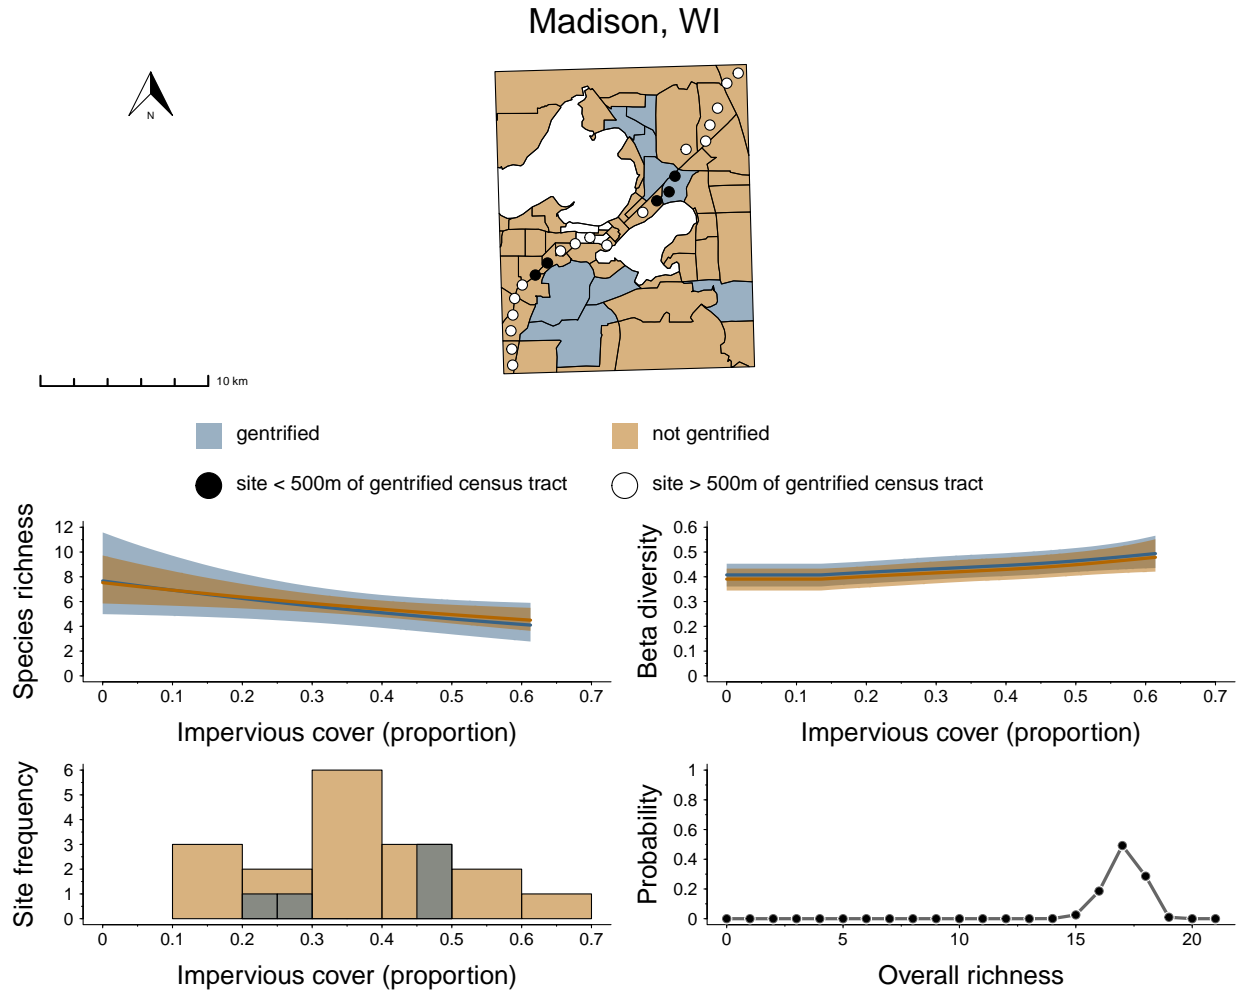 Madison, WI
N
10 km
gentrified
not gentrified
site < 500m of gentrified census tract
site > 500m of gentrified census tract
Species richness
12
10
8
6
4
2
0
0 0.1 0.2 0.3 0.4 0.5 0.6 0.7
Impervious cover (proportion)
Beta diversity
0.6
0.5
0.4
0.3
0.2
0.1
0
0 0.1 0.2 0.3 0.4 0.5 0.6 0.7
Impervious cover (proportion)
Site frequency
6
5
4
3
2
1
0
0 0.1 0.2 0.3 0.4 0.5 0.6 0.7
Impervious cover (proportion)
Probability
1
0.8
0.6
0.4
0.2
0
0 5 10 15 20
Overall richness